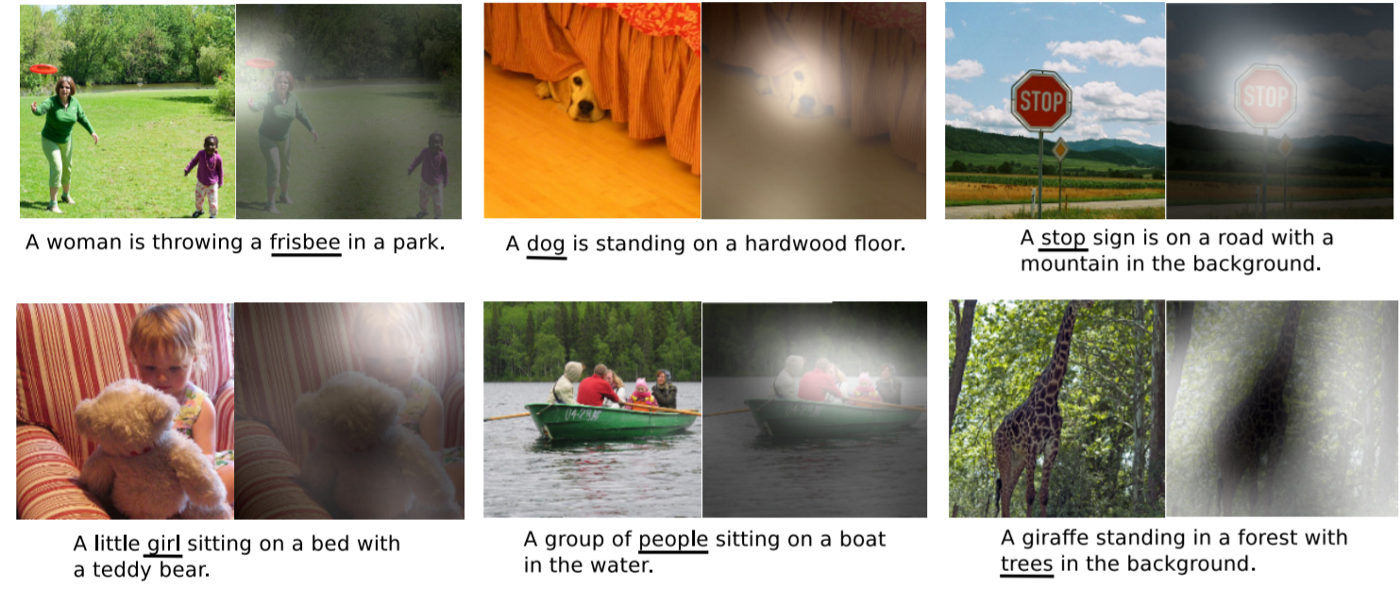 A woman is throwing a frisbee in a park.
STOP
STOP
A dog is standing on a hardwood floor.
A stop sign is on a road with a
mountain in the background.
A little girl sitting on a bed with
a teddy bear.
A group of people sitting on a boat
in the water.
A giraffe standing in a forest with
trees in the background.